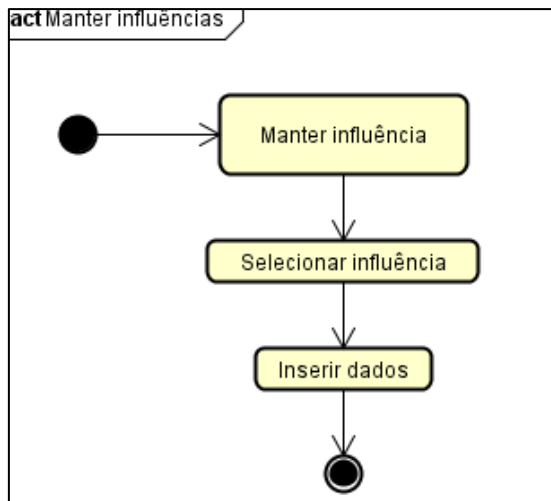 act Manter influências
Manter influência
Selecionar influência
Inserir dados